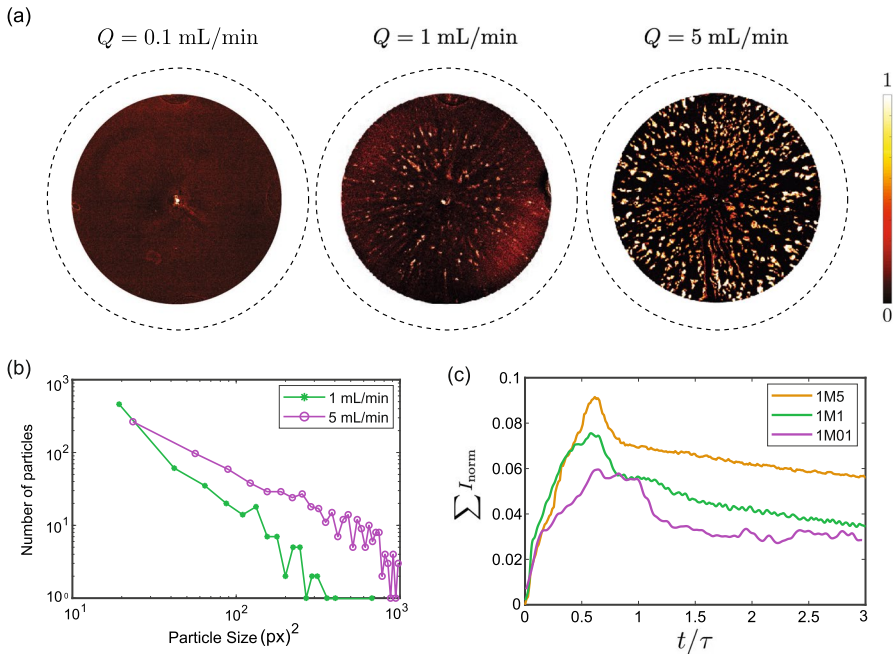 (a)
Q = 0.1 mL/min
Q = 1 mL/min
Q = 5 mL/min
1
0
(b)
10³
10²
10¹
10⁰
10¹
10²
10³
Number of particles
Particle Size (px)²
1 mL/min
5 mL/min
(c)
0.1
0.08
0.06
0.04
0.02
0
0
0.5
1
1.5
2
2.5
3
∑ I_norm
t/τ
1M5
1M1
1M01